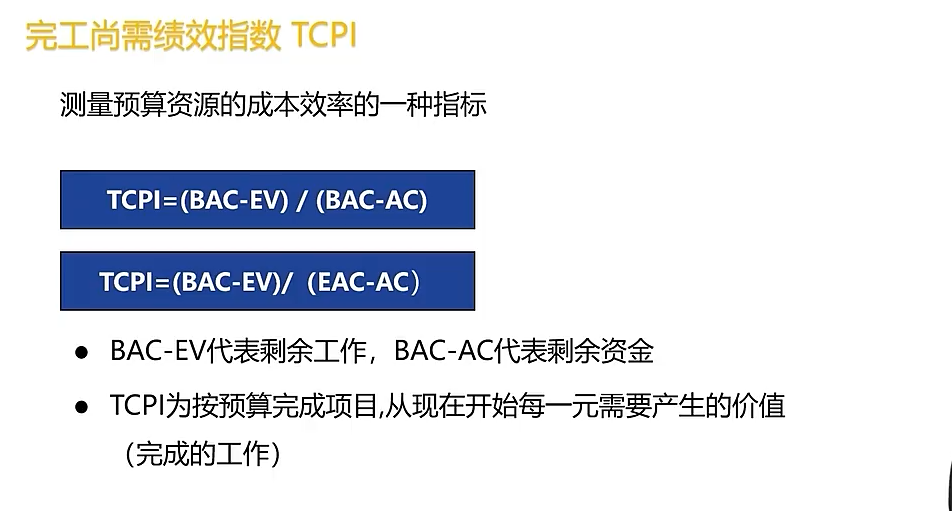 完工尚需绩效指数 TCPI
测量预算资源的成本效率的一种指标
TCPI=(BAC-EV) / (BAC-AC)
TCPI=(BAC-EV)/（EAC-AC）
● BAC-EV代表剩余工作，BAC-AC代表剩余资金
● TCPI为按预算完成项目,从现在开始每一元需要产生的价值
（完成的工作）